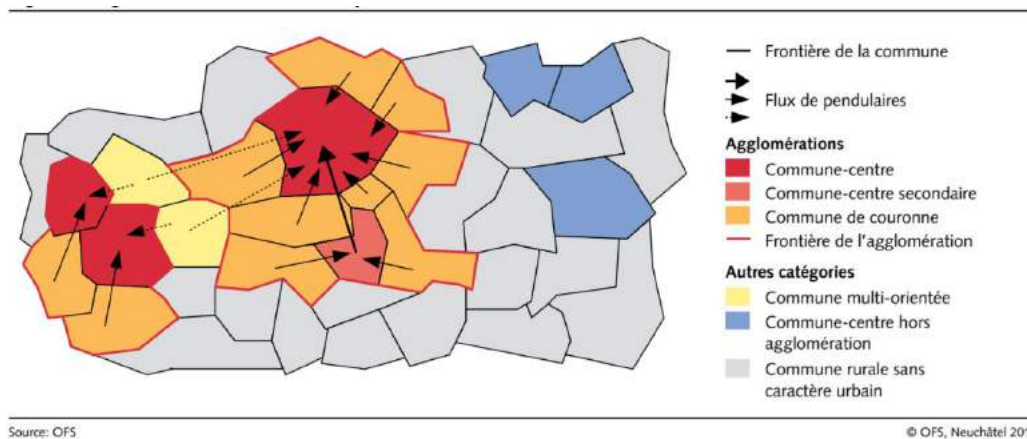 Frontière de la commune
Flux de pendulaires
Agglomérations
Commune-centre
Commune-centre secondaire
Commune de couronne
Frontière de l'agglomération
Autres catégories
Commune multi-orientée
Commune-centre hors
agglomération
Commune rurale sans
caractère urbain
Source: OFS
© OFS, Neuchâtel